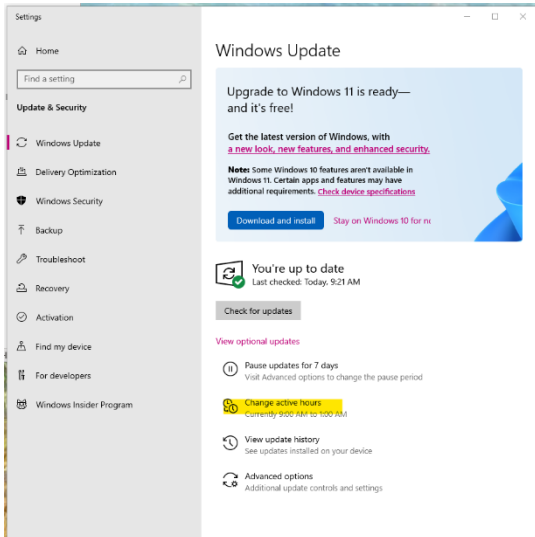 Settings
Home
Find a setting
Update & Security
Windows Update
Delivery Optimization
Windows Security
Backup
Troubleshoot
Recovery
Activation
Find my device
For developers
Windows Insider Program
Windows Update
Upgrade to Windows 11 is ready—
and it's free!
Get the latest version of Windows, with
a new look, new features, and enhanced security.
Note: Some Windows 10 features aren't available in
Windows 11. Certain apps and features may have
additional requirements. Check device specifications
Download and install
Stay on Windows 10 for
You're up to date
Last checked: Today, 9:21 AM
Check for updates
View optional updates
Pause updates for 7 days
Visit Advanced options to change the pause period
Change active hours
Currently 9:00 AM to 1:00 AM
View update history
See updates installed on your device
Advanced options
Additional update controls and settings